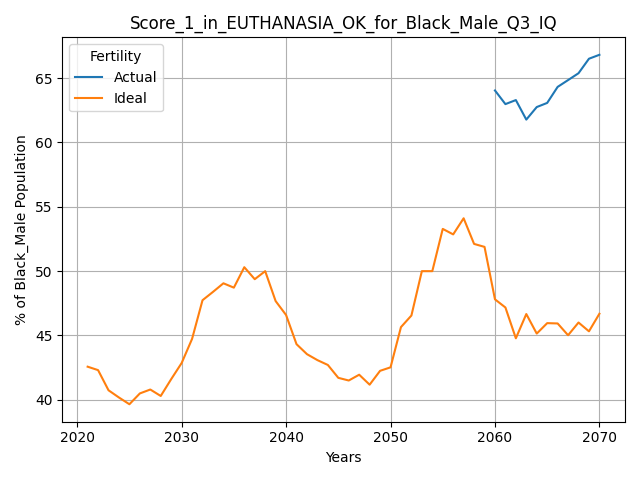 Score_1_in_EUTHANASIA_OK_for_Black_Male_Q3_IQ
Fertility
Actual
Ideal
% of Black_Male Population
65
60
55
50
45
40
2020 2030 2040 2050 2060 2070
Years